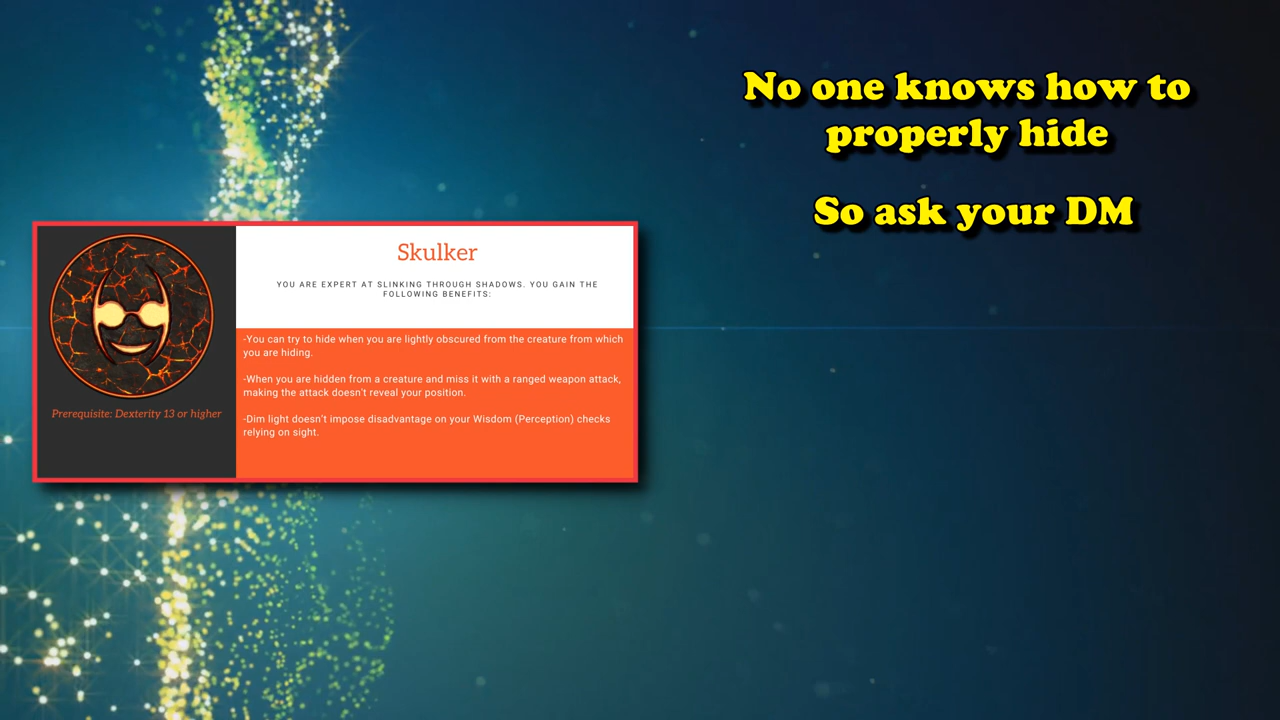 No one knows how to
properly hide
So ask your DM
Skulker
YOU ARE EXPERT AT SLINKING THROUGH SHADOWS. YOU GAIN THE
FOLLOWING BENEFITS:
-You can try to hide when you are lightly obscured from the creature from which
you are hiding.
-When you are hidden from a creature and miss it with a ranged weapon attack,
making the attack doesn't reveal your position.
-Dim light doesn't impose disadvantage on your Wisdom (Perception) checks
relying on sight.
Prerequisite: Dexterity 13 or higher